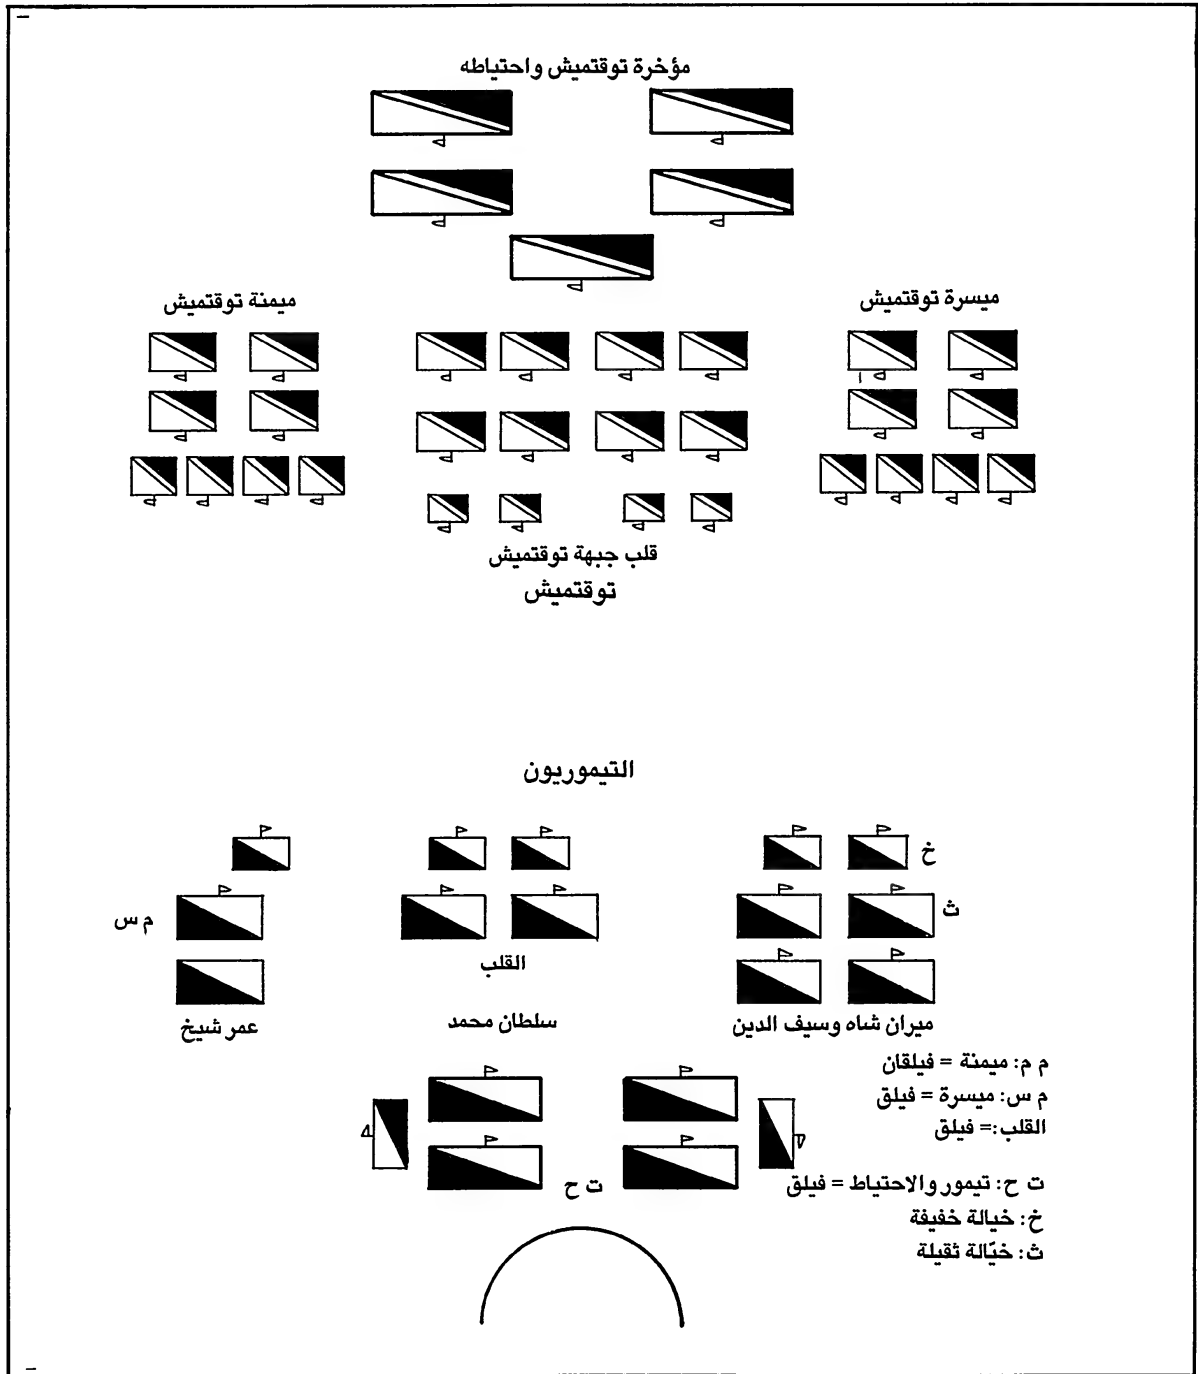 مؤخرة توقتميش واحتياطه
ميسرة توقتميش
ميمنة توقتميش
قلب جبهة توقتميش
توقتميش
التيموريون
خ
ث
م س
القلب
ميران شاه وسيف الدين
سلطان محمد
عمر شيخ
م م: ميمنة = فيلقان
م س: ميسرة = فيلق
القلب:= فيلق
ت ح
ت ح: تيمور والاحتياط = فيلق
خ: خيالة خفيفة
ث: خيّالة ثقيلة